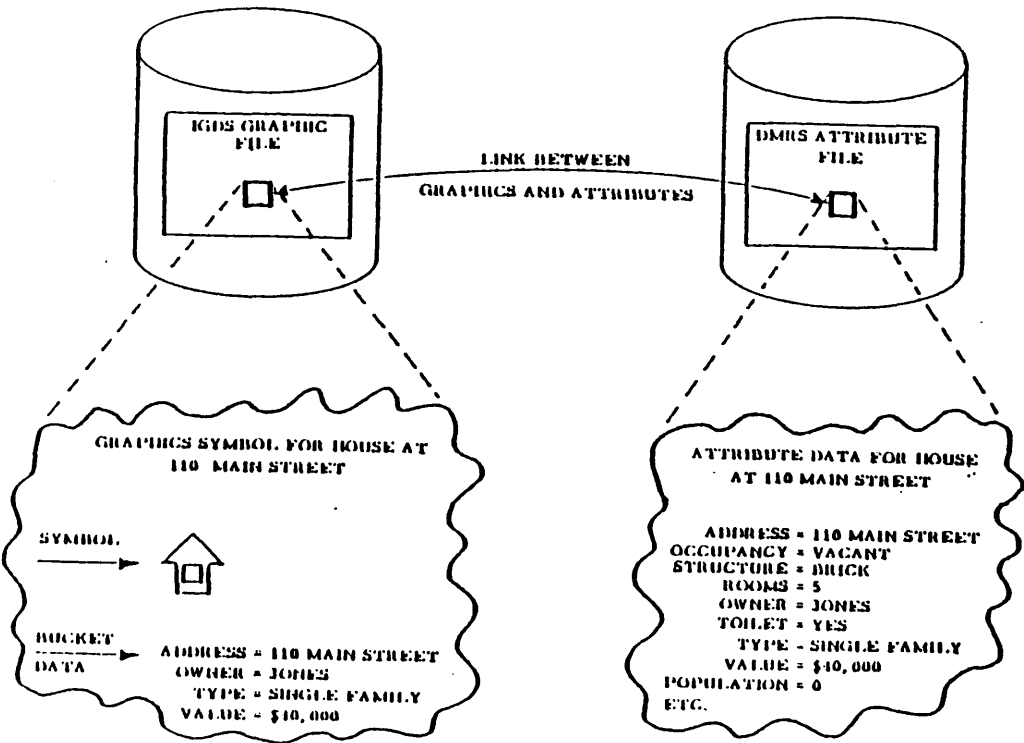 IGDS GRAPHIC
FILE
DMRS ATTRIBUTE
FILE
LINK BETWEEN
GRAPHICS AND ATTRIBUTES
GRAPHICS SYMBOL FOR HOUSE AT
110 MAIN STREET
SYMBOL
BUCKET
DATA
ADDRESS = 110 MAIN STREET
OWNER = JONES
TYPE = SINGLE FAMILY
VALUE = $40,000
ATTRIBUTE DATA FOR HOUSE
AT 110 MAIN STREET
ADDRESS = 110 MAIN STREET
OCCUPANCY = VACANT
STRUCTURE = BRICK
ROOMS = 5
OWNER = JONES
TOILET = YES
TYPE = SINGLE FAMILY
VALUE = $40,000
POPULATION = 0
ETC.